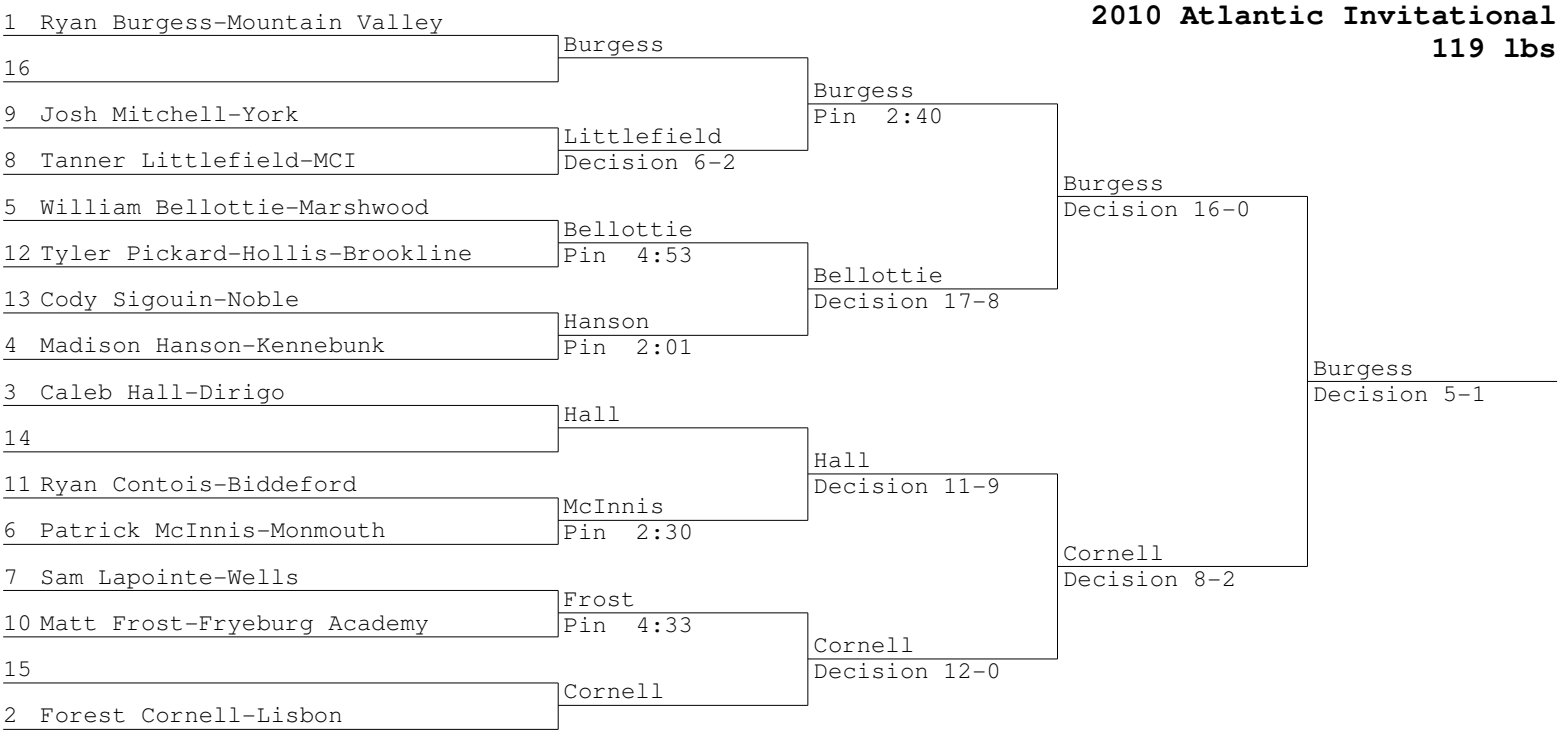 2010 Atlantic Invitational
119 lbs
1 Ryan Burgess-Mountain Valley
16
9 Josh Mitchell-York
8 Tanner Littlefield-MCI
5 William Bellottie-Marshwood
12 Tyler Pickard-Hollis-Brookline
13 Cody Sigouin-Noble
4 Madison Hanson-Kennebunk
3 Caleb Hall-Dirigo
14
11 Ryan Contois-Biddeford
6 Patrick McInnis-Monmouth
7 Sam Lapointe-Wells
10 Matt Frost-Fryeburg Academy
15
2 Forest Cornell-Lisbon
Burgess
Littlefield
Decision 6-2
Bellottie
Pin 4:53
Hanson
Pin 2:01
Hall
McInnis
Pin 2:30
Frost
Pin 4:33
Cornell
Burgess
Pin 2:40
Bellottie
Decision 17-8
Hall
Decision 11-9
Cornell
Decision 12-0
Burgess
Decision 16-0
Cornell
Decision 8-2
Burgess
Decision 5-1